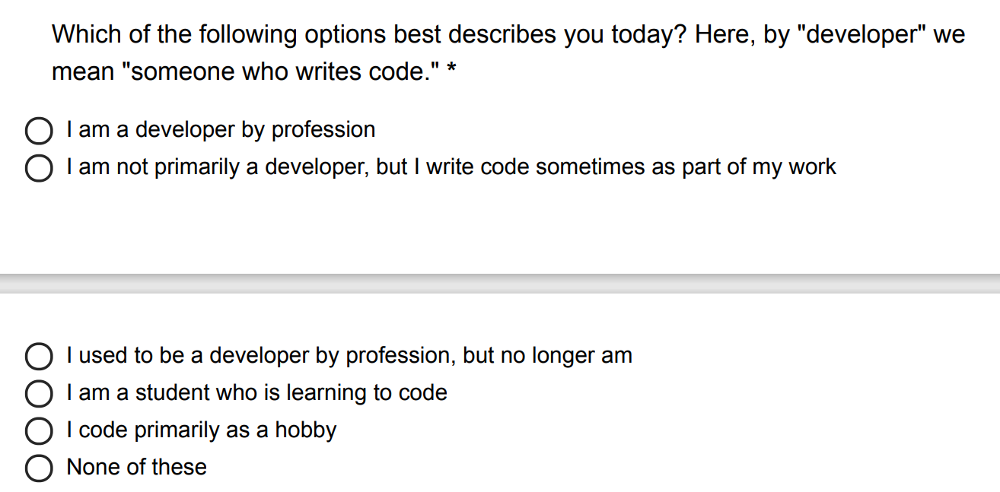 Which of the following options best describes you today? Here, by "developer" we
mean "someone who writes code." *
I am a developer by profession
I am not primarily a developer, but I write code sometimes as part of my work
I used to be a developer by profession, but no longer am
I am a student who is learning to code
I code primarily as a hobby
None of these